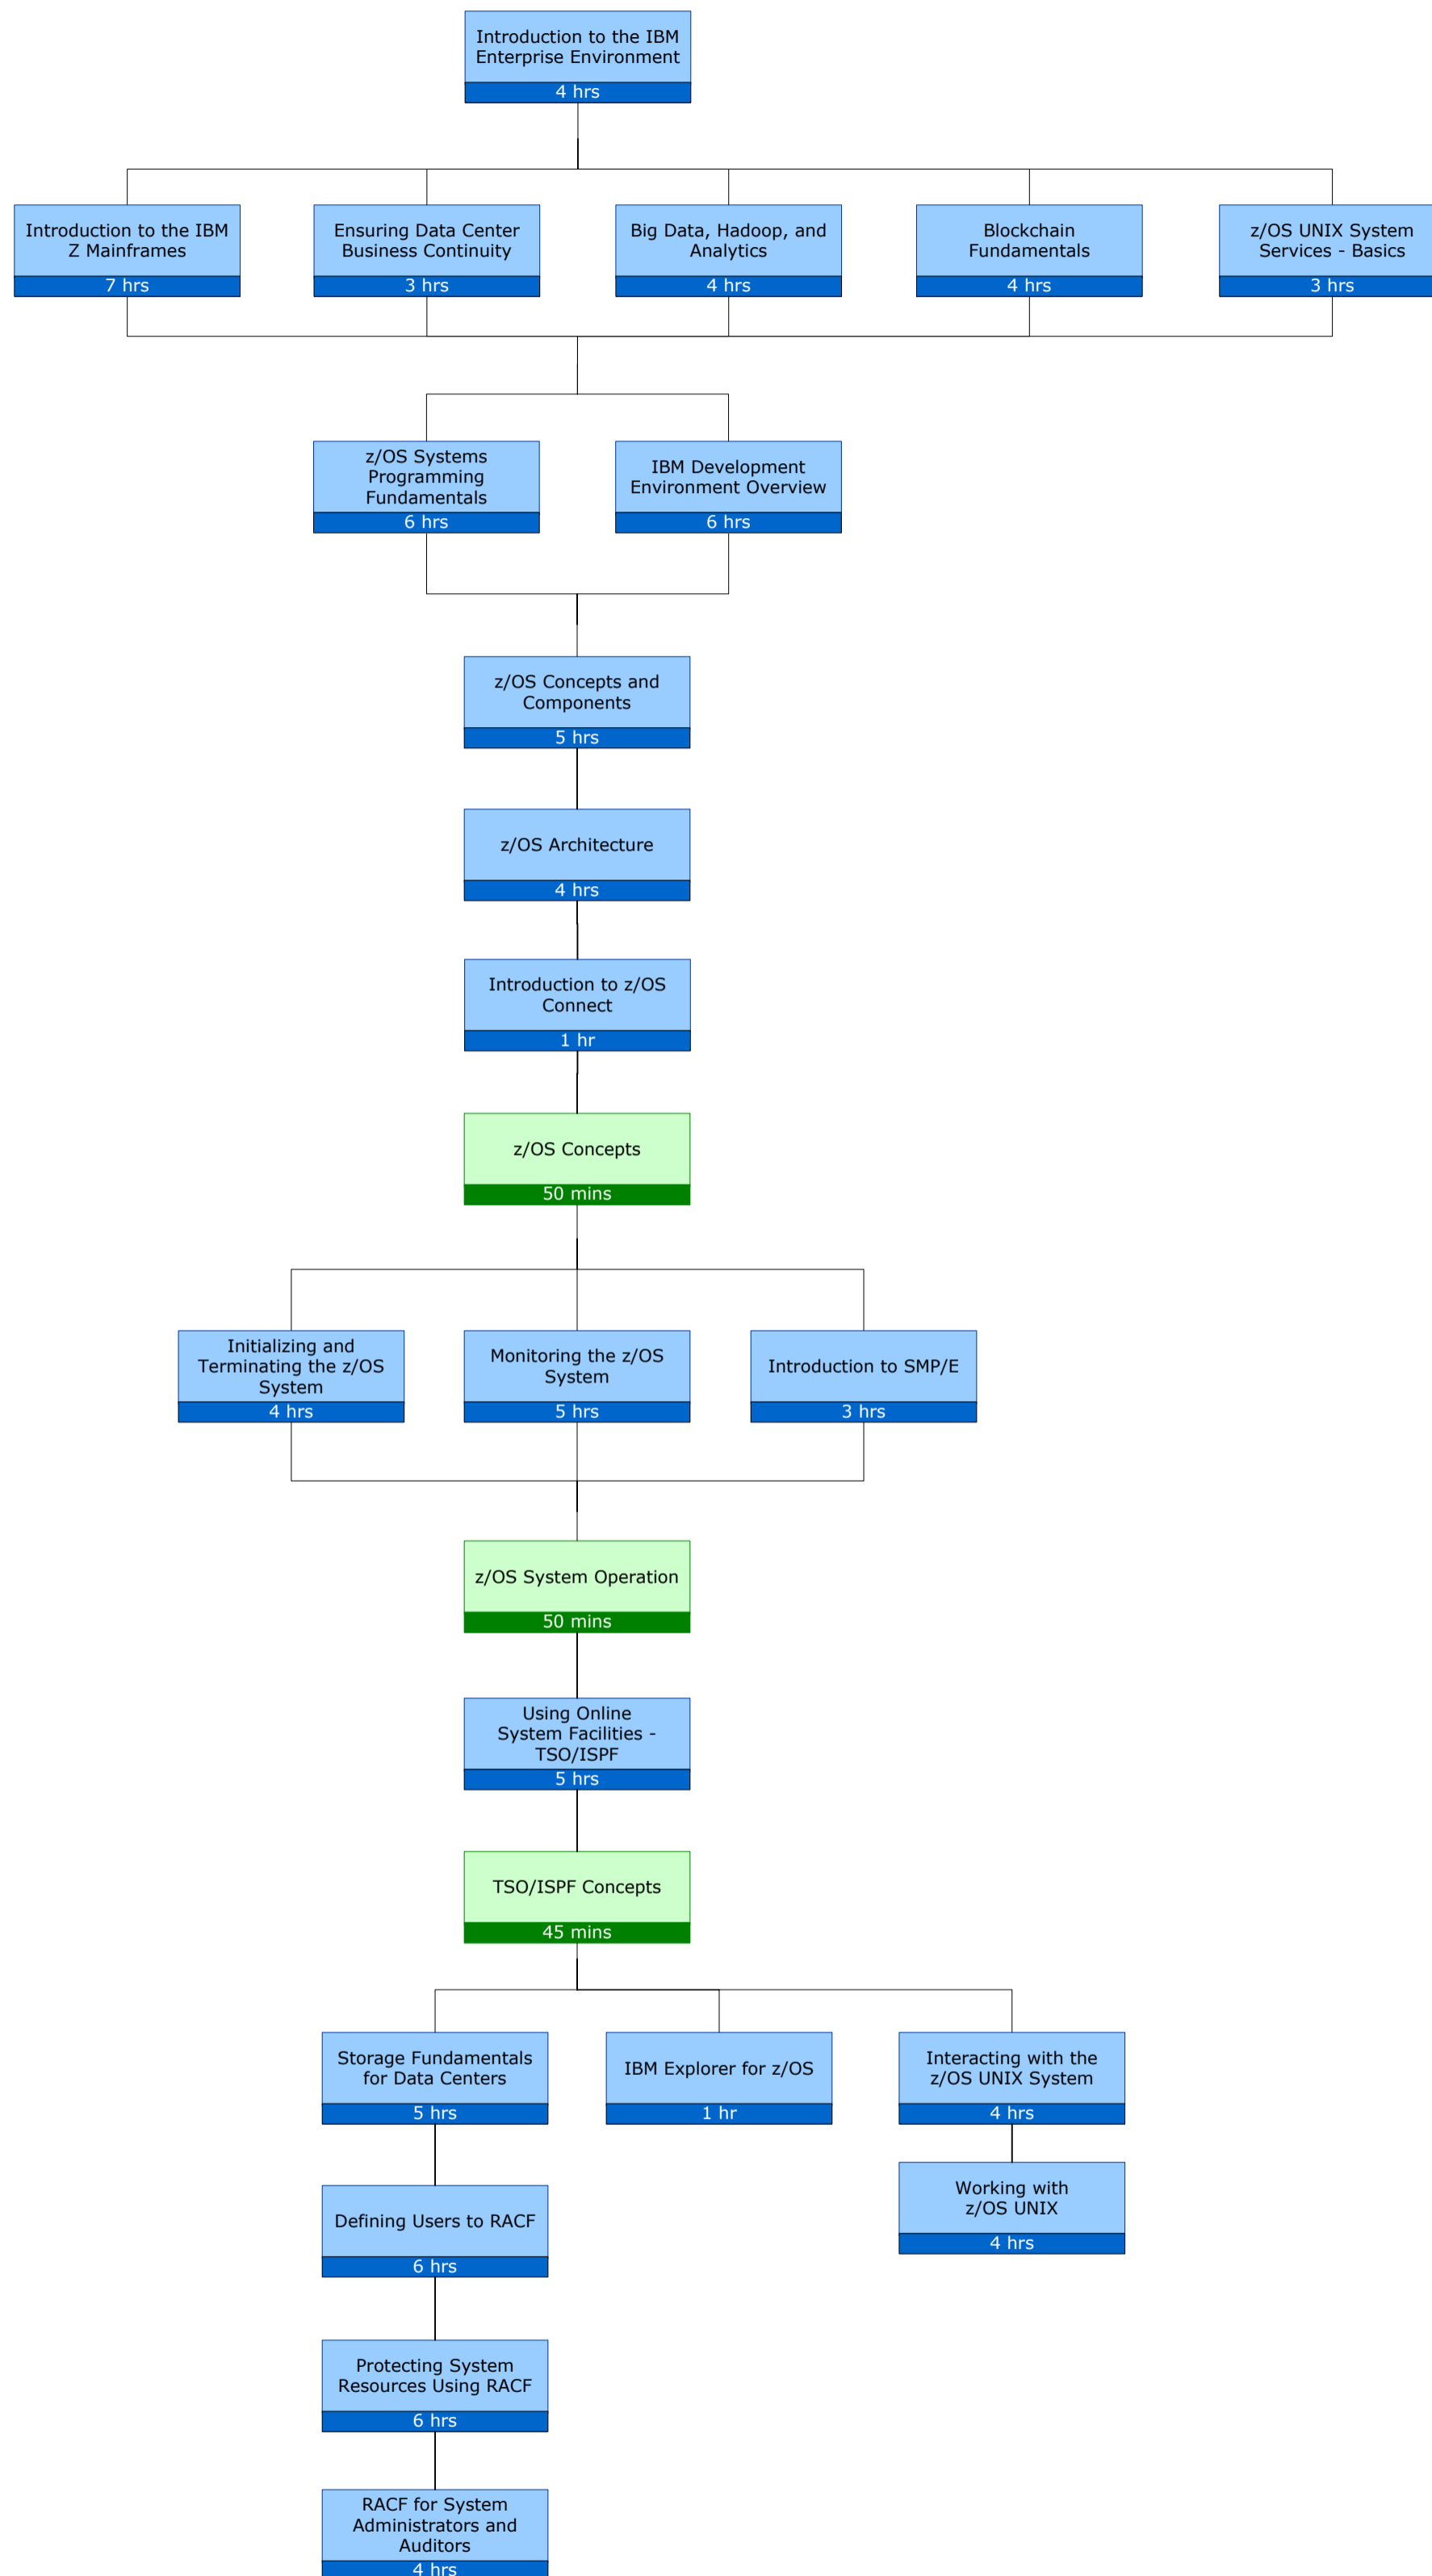 Introduction to the IBM
Enterprise Environment
4 hrs
Introduction to the IBM
Z Mainframes
7 hrs
Ensuring Data Center
Business Continuity
3 hrs
Big Data, Hadoop, and
Analytics
4 hrs
Blockchain
Fundamentals
4 hrs
z/OS UNIX System
Services - Basics
3 hrs
z/OS Systems
Programming
Fundamentals
6 hrs
IBM Development
Environment Overview
6 hrs
z/OS Concepts and
Components
5 hrs
z/OS Architecture
4 hrs
Introduction to z/OS
Connect
1 hr
z/OS Concepts
50 mins
Initializing and
Terminating the z/OS
System
4 hrs
Monitoring the z/OS
System
5 hrs
Introduction to SMP/E
3 hrs
z/OS System Operation
50 mins
Using Online
System Facilities -
TSO/ISPF
5 hrs
TSO/ISPF Concepts
45 mins
Storage Fundamentals
for Data Centers
5 hrs
IBM Explorer for z/OS
1 hr
Interacting with the
z/OS UNIX System
4 hrs
Working with
z/OS UNIX
4 hrs
Defining Users to RACF
6 hrs
Protecting System
Resources Using RACF
6 hrs
RACF for System
Administrators and
Auditors
4 hrs